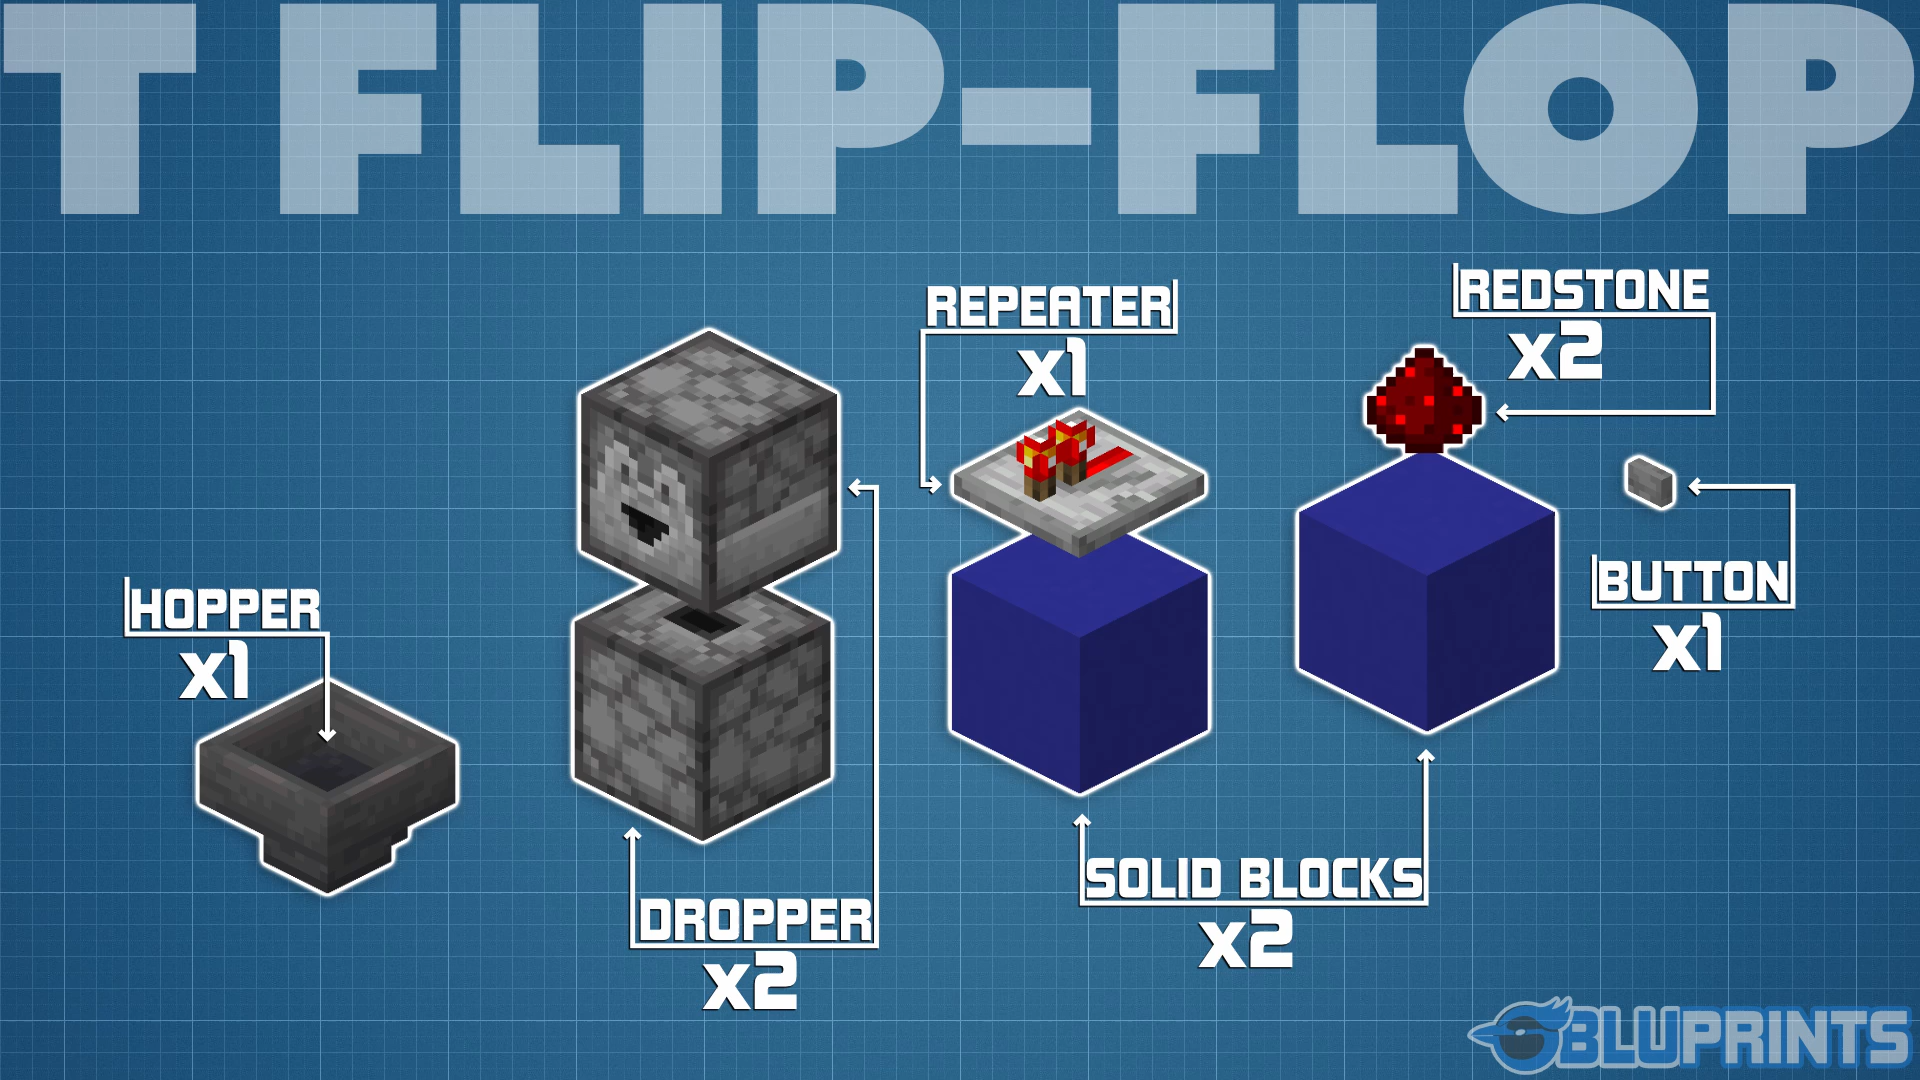 T FLIP-FLOP
REDSTONE
x2
REPEATER
x1
BUTTON
x1
HOPPER
x1
SOLID BLOCKS
x2
DROPPER
x2
BLUPRINTS